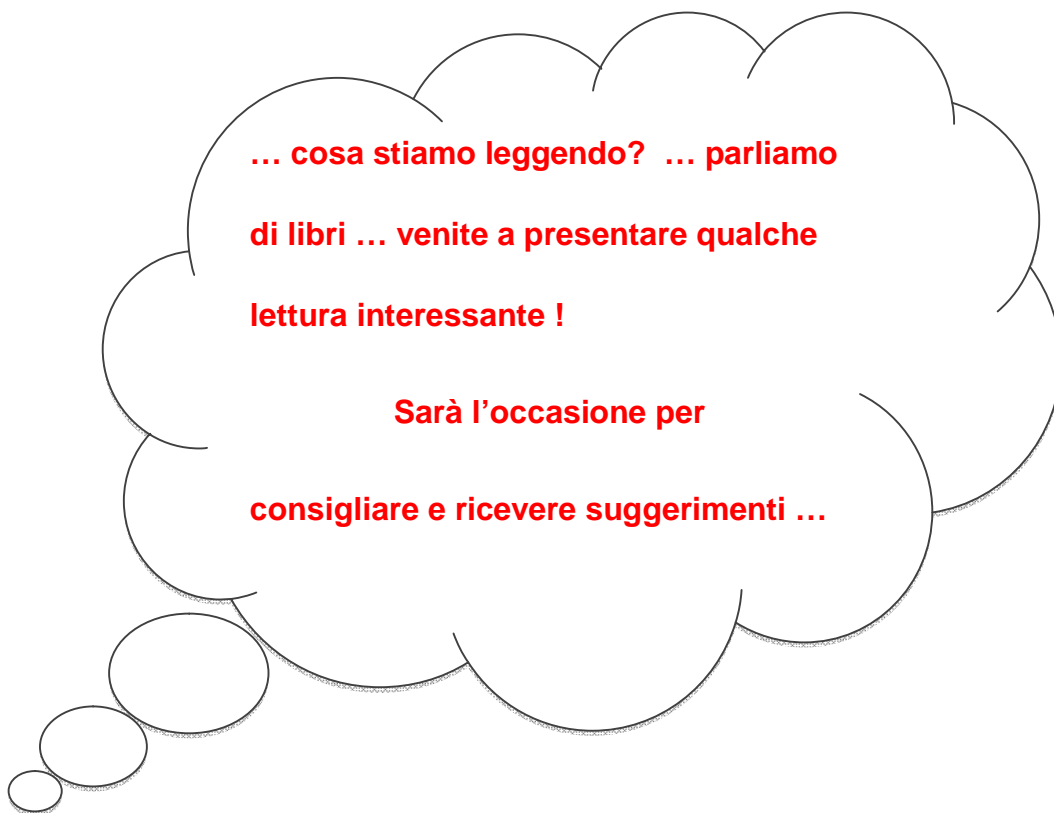 … cosa stiamo leggendo?  … parliamo
di libri … venite a presentare qualche
lettura interessante !
Sarà l’occasione per
consigliare e ricevere suggerimenti …